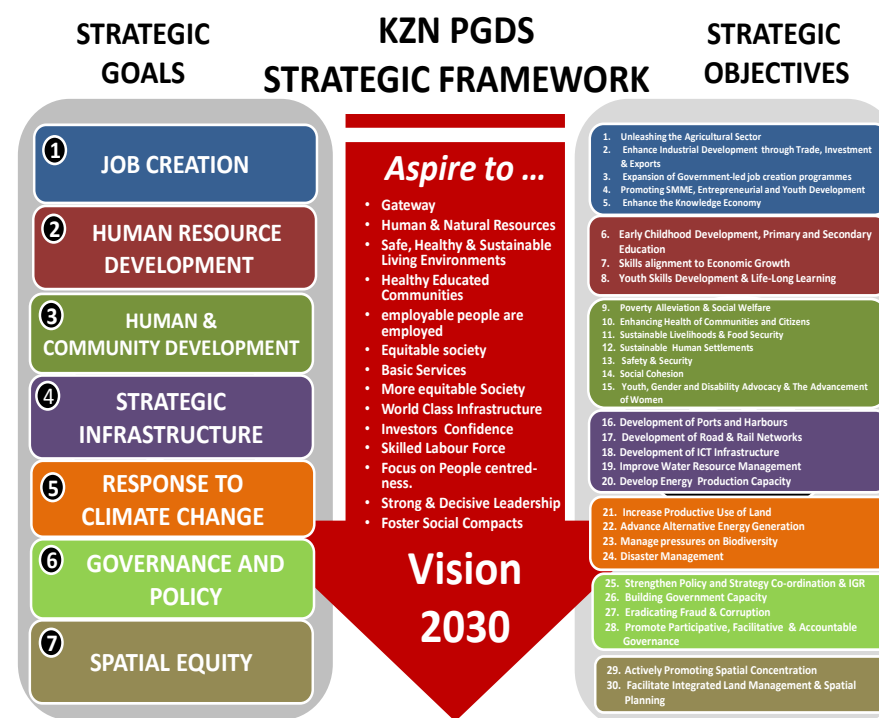 STRATEGIC
GOALS
KZN PGDS
STRATEGIC FRAMEWORK
STRATEGIC
OBJECTIVES
1
JOB CREATION
2
HUMAN RESOURCE
DEVELOPMENT
3
HUMAN &
COMMUNITY DEVELOPMENT
4
STRATEGIC
INFRASTRUCTURE
5
RESPONSE TO
CLIMATE CHANGE
6
GOVERNANCE AND
POLICY
7
SPATIAL EQUITY
Aspire to ...
• Gateway
• Human & Natural Resources
• Safe, Healthy & Sustainable
Living Environments
• Healthy Educated
Communities
• employable people are
employed
• Equitable society
• Basic Services
• More equitable Society
• World Class Infrastructure
• Investors Confidence
• Skilled Labour Force
• Focus on People centred-
ness.
• Strong & Decisive Leadership
• Foster Social Compacts
Vision
2030
1. Unleashing the Agricultural Sector
2. Enhance Industrial Development through Trade, Investment
& Exports
3. Expansion of Government-led job creation programmes
4. Promoting SMME, Entrepreneurial and Youth Development
5. Enhance the Knowledge Economy
6. Early Childhood Development, Primary and Secondary
Education
7. Skills alignment to Economic Growth
8. Youth Skills Development & Life-Long Learning
9. Poverty Alleviation & Social Welfare
10. Enhancing Health of Communities and Citizens
11. Sustainable Livelihoods & Food Security
12. Sustainable Human Settlements
13. Safety & Security
14. Social Cohesion
15. Youth, Gender and Disability Advocacy & The Advancement
of Women
16. Development of Ports and Harbours
17. Development of Road & Rail Networks
18. Development of ICT Infrastructure
19. Improve Water Resource Management
20. Develop Energy Production Capacity
21. Increase Productive Use of Land
22. Advance Alternative Energy Generation
23. Manage pressures on Biodiversity
24. Disaster Management
25. Strengthen Policy and Strategy Co-ordination & IGR
26. Building Government Capacity
27. Eradicating Fraud & Corruption
28. Promote Participative, Facilitative & Accountable
Governance
29. Actively Promoting Spatial Concentration
30. Facilitate Integrated Land Management & Spatial
Planning